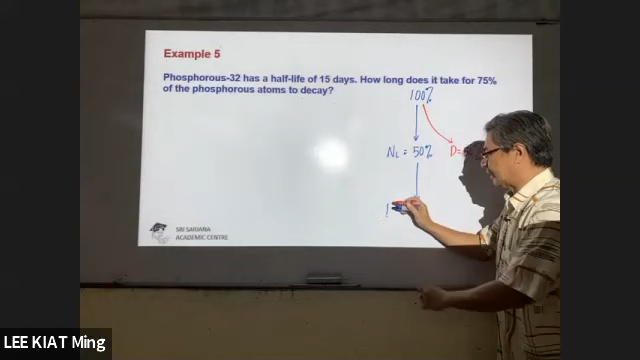 Example 5
Phosphorous-32 has a half-life of 15 days. How long does it take for 75%
of the phosphorous atoms to decay?
100%
NL = 50%
D=
SRI SARJANA
ACADEMIC CENTRE
LEE KIAT Ming